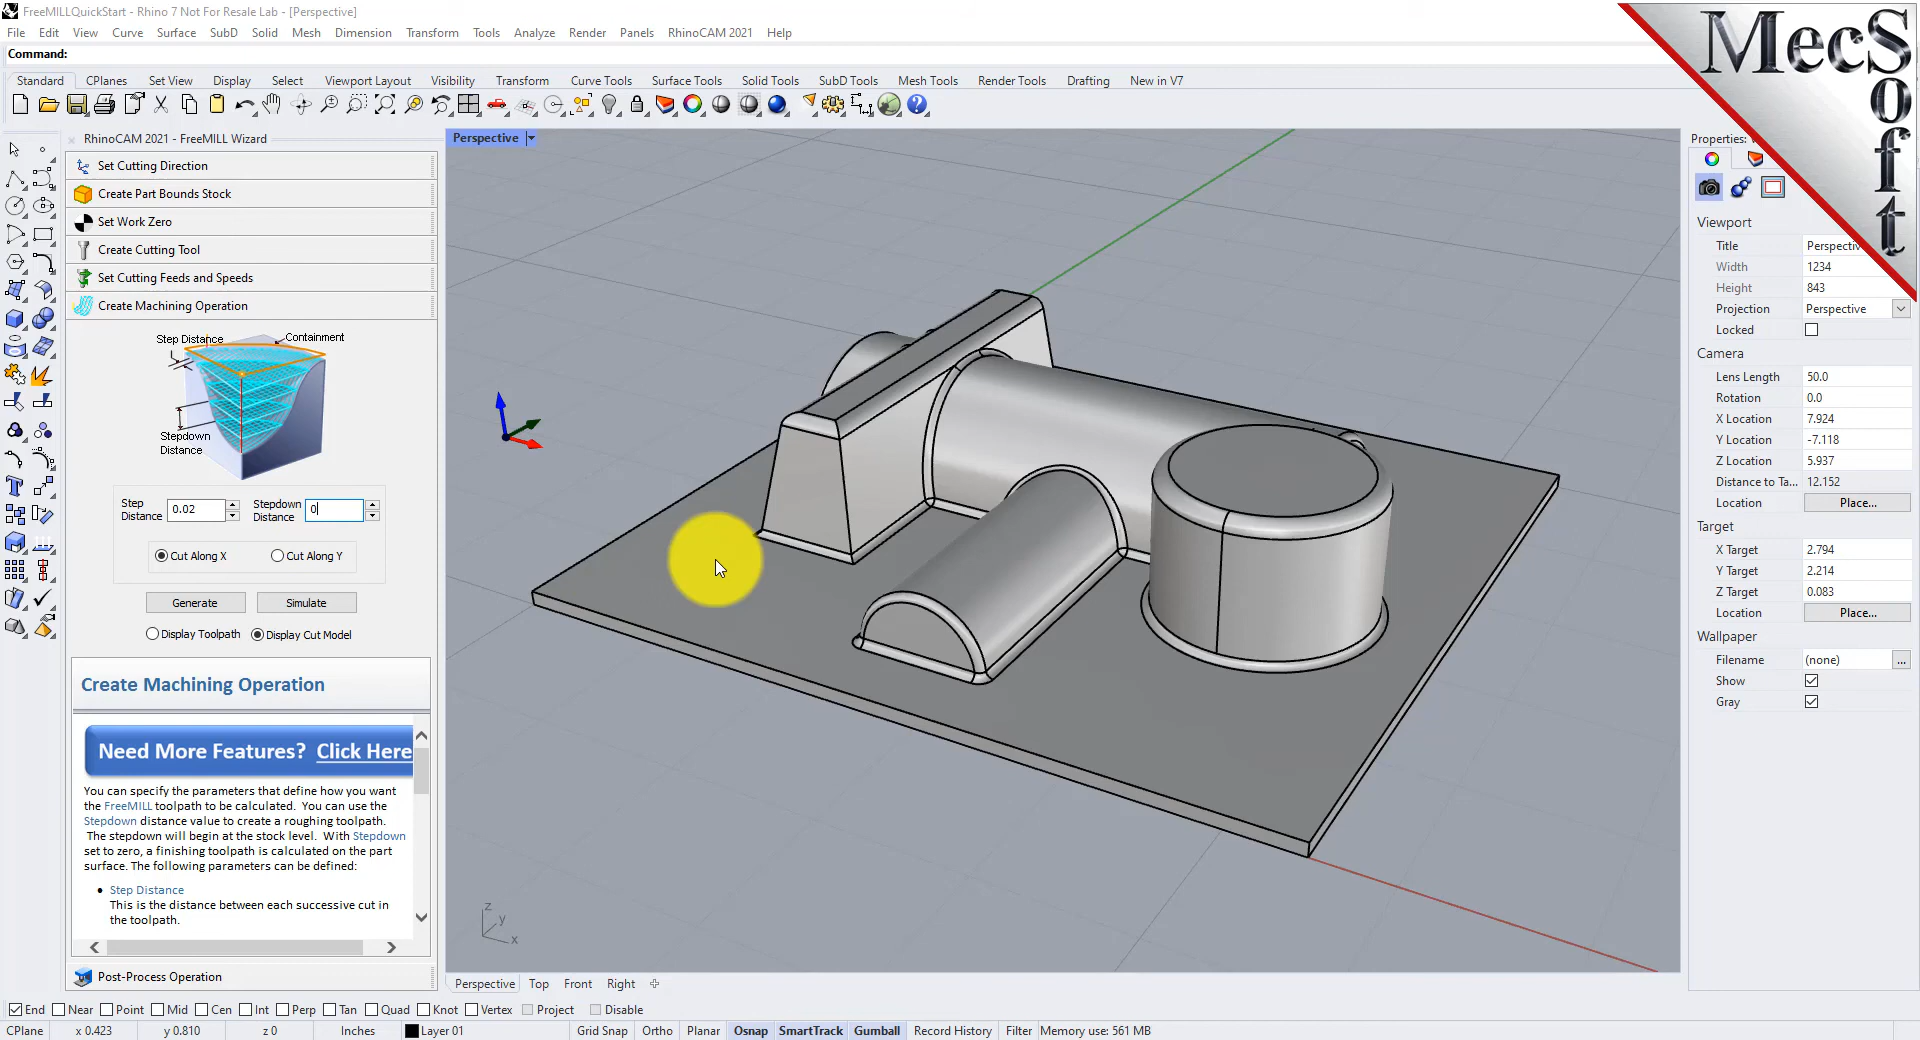 FreeMILLQuickStart - Rhino 7 Not For Resale Lab - [Perspective]
File Edit View Curve Surface SubD Solid Mesh Dimension Transform Tools Analyze Render Panels RhinoCAM 2021 Help
Command:
Standard CPlanes Set View Display Select Viewport Layout Visibility Transform Curve Tools Surface Tools Solid Tools SubD Tools Mesh Tools Render Tools Drafting New in V7
MecSoft
RhinoCAM 2021 - FreeMILL Wizard
Set Cutting Direction
Create Part Bounds Stock
Set Work Zero
Create Cutting Tool
Set Cutting Feeds and Speeds
Create Machining Operation
Step Distance
Containment
Stepdown
Distance
Step
Distance
0.02
Stepdown
Distance
0
Cut Along X
Cut Along Y
Generate
Simulate
Display Toolpath
Display Cut Model
Create Machining Operation
Need More Features? Click Here
You can specify the parameters that define how you want
the FreeMILL toolpath to be calculated. You can use the
Stepdown distance value to create a roughing toolpath.
The stepdown will begin at the stock level. With Stepdown
set to zero, a finishing toolpath is calculated on the part
surface. The following parameters can be defined:
• Step Distance
This is the distance between each successive cut in
the toolpath.
Post-Process Operation
Perspective
z
y
x
Perspective Top Front Right
Properties:
Viewport
Title Perspectiv
Width 1234
Height 843
Projection Perspective
Locked
Camera
Lens Length 50.0
Rotation 0.0
X Location 7.924
Y Location -7.118
Z Location 5.937
Distance to Ta... 12.152
Location Place...
Target
X Target 2.794
Y Target 2.214
Z Target 0.083
Location Place...
Wallpaper
Filename (none) ...
Show
Gray
End Near Point Mid Cen Int Perp Tan Quad Knot Vertex Project Disable
CPlane x 0.423 y 0.810 z 0 Inches Layer 01 Grid Snap Ortho Planar Osnap SmartTrack Gumball Record History Filter Memory use: 561 MB